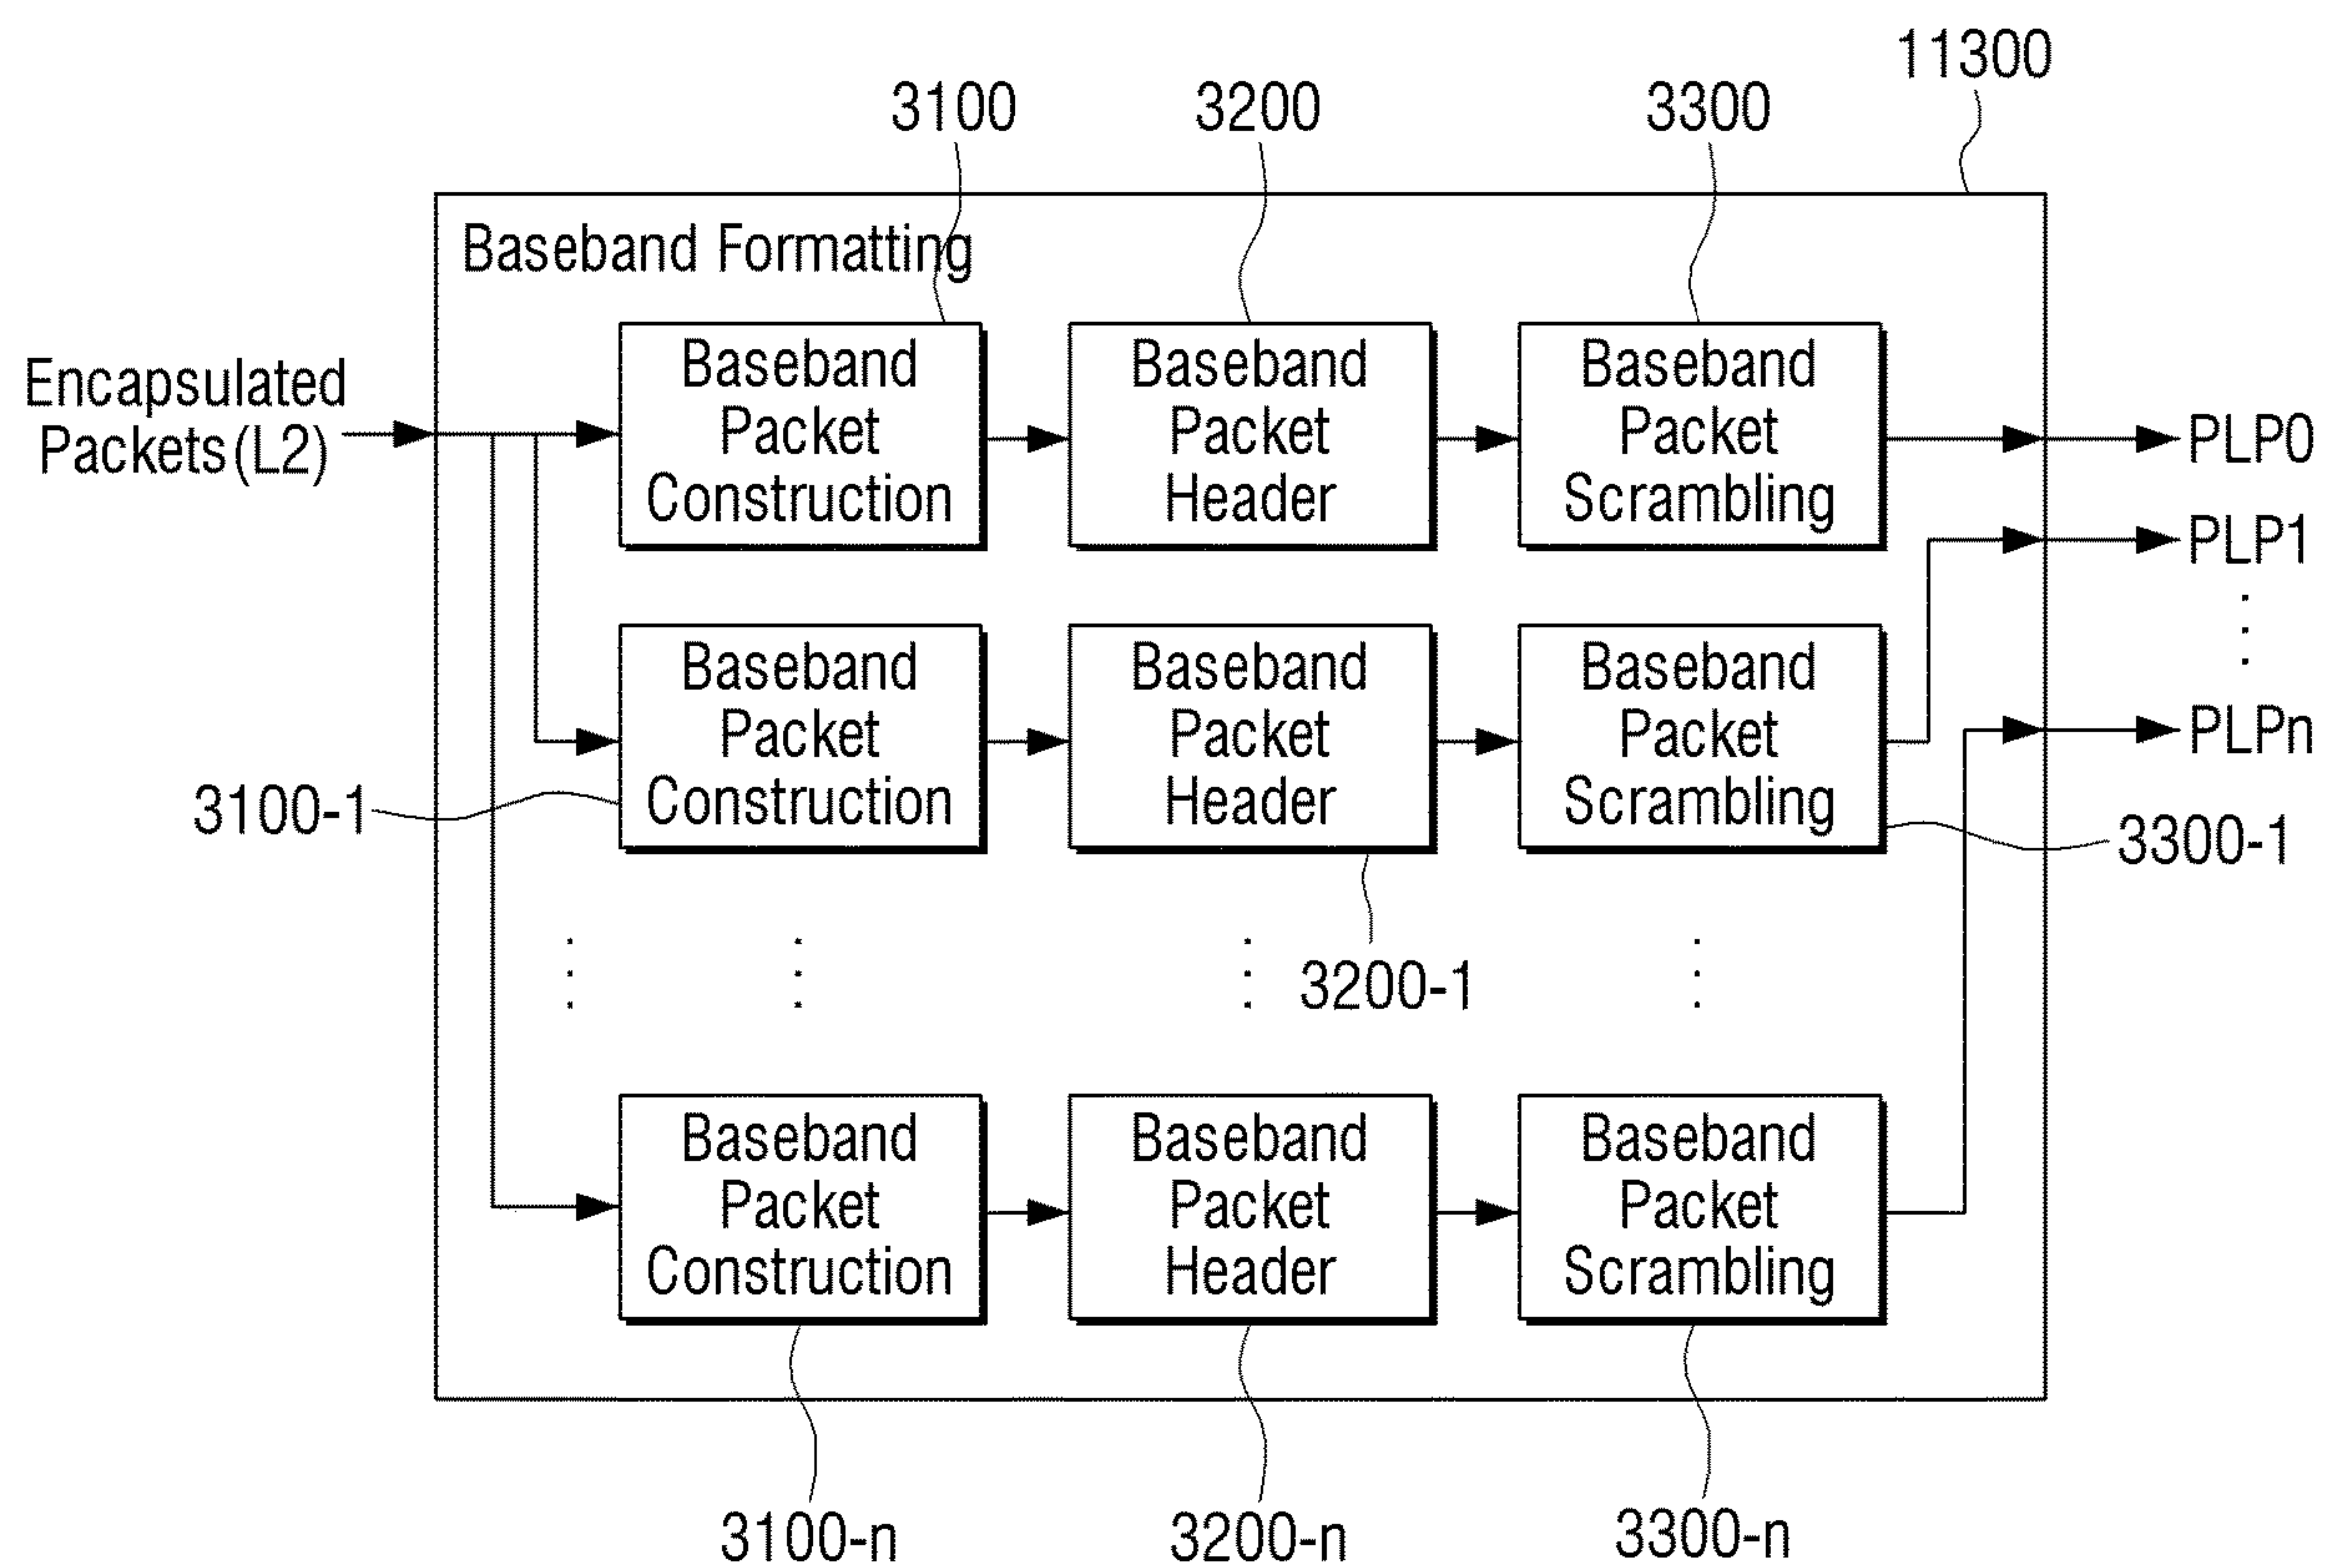 11300
3100
3200
3300
Baseband Formatting
Encapsulated
Packets(L2)
Baseband
Packet
Construction
Baseband
Packet
Header
Baseband
Packet
Scrambling
PLP0
PLP1
PLPn
Baseband
Packet
Construction
Baseband
Packet
Header
Baseband
Packet
Scrambling
3100-1
3300-1
3200-1
Baseband
Packet
Construction
Baseband
Packet
Header
Baseband
Packet
Scrambling
3100-n
3200-n
3300-n